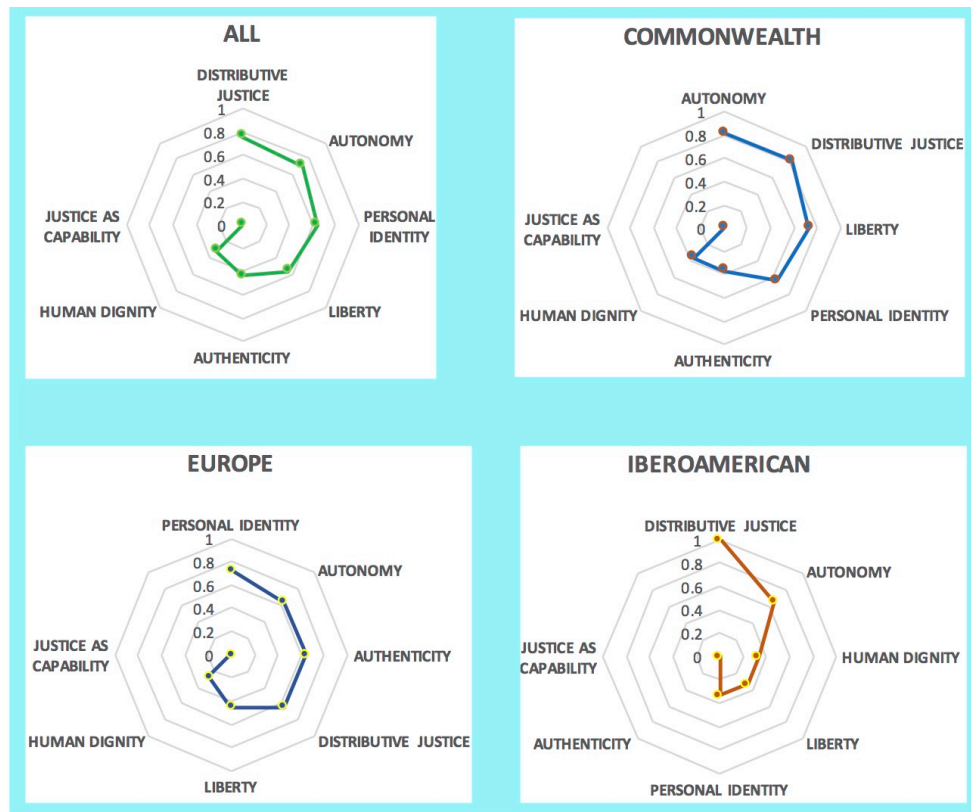 ALL
DISTRIBUTIVE
JUSTICE
1
0.8
0.6
0.4
0.2
0
AUTONOMY
PERSONAL
IDENTITY
LIBERTY
AUTHENTICITY
HUMAN DIGNITY
JUSTICE AS
CAPABILITY
COMMONWEALTH
AUTONOMY
1
0.8
0.6
0.4
0.2
0
DISTRIBUTIVE JUSTICE
LIBERTY
PERSONAL IDENTITY
AUTHENTICITY
HUMAN DIGNITY
JUSTICE AS
CAPABILITY
EUROPE
PERSONAL IDENTITY
1
0.8
0.6
0.4
0.2
0
AUTONOMY
AUTHENTICITY
DISTRIBUTIVE JUSTICE
LIBERTY
HUMAN DIGNITY
JUSTICE AS
CAPABILITY
IBEROAMERICAN
DISTRIBUTIVE JUSTICE
1
0.8
0.6
0.4
0.2
0
AUTONOMY
HUMAN DIGNITY
LIBERTY
PERSONAL IDENTITY
AUTHENTICITY
JUSTICE AS
CAPABILITY